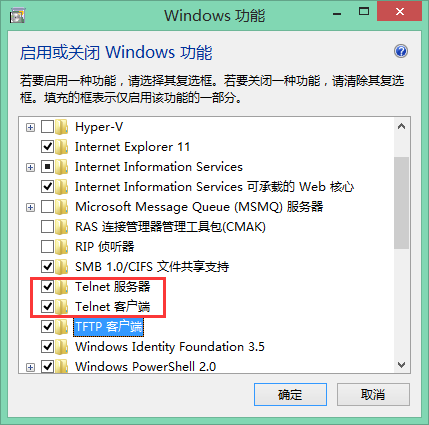 Windows 功能
启用或关闭 Windows 功能
若要启用一种功能，请选择其复选框。若要关闭一种功能，请清除其复选
框。填充的框表示仅启用该功能的一部分。
Hyper-V
Internet Explorer 11
Internet Information Services
Internet Information Services 可承载的 Web 核心
Microsoft Message Queue (MSMQ) 服务器
RAS 连接管理器管理工具包(CMAK)
RIP 侦听器
SMB 1.0/CIFS 文件共享支持
Telnet 服务器
Telnet 客户端
TFTP 客户端
Windows Identity Foundation 3.5
Windows PowerShell 2.0
确定
取消